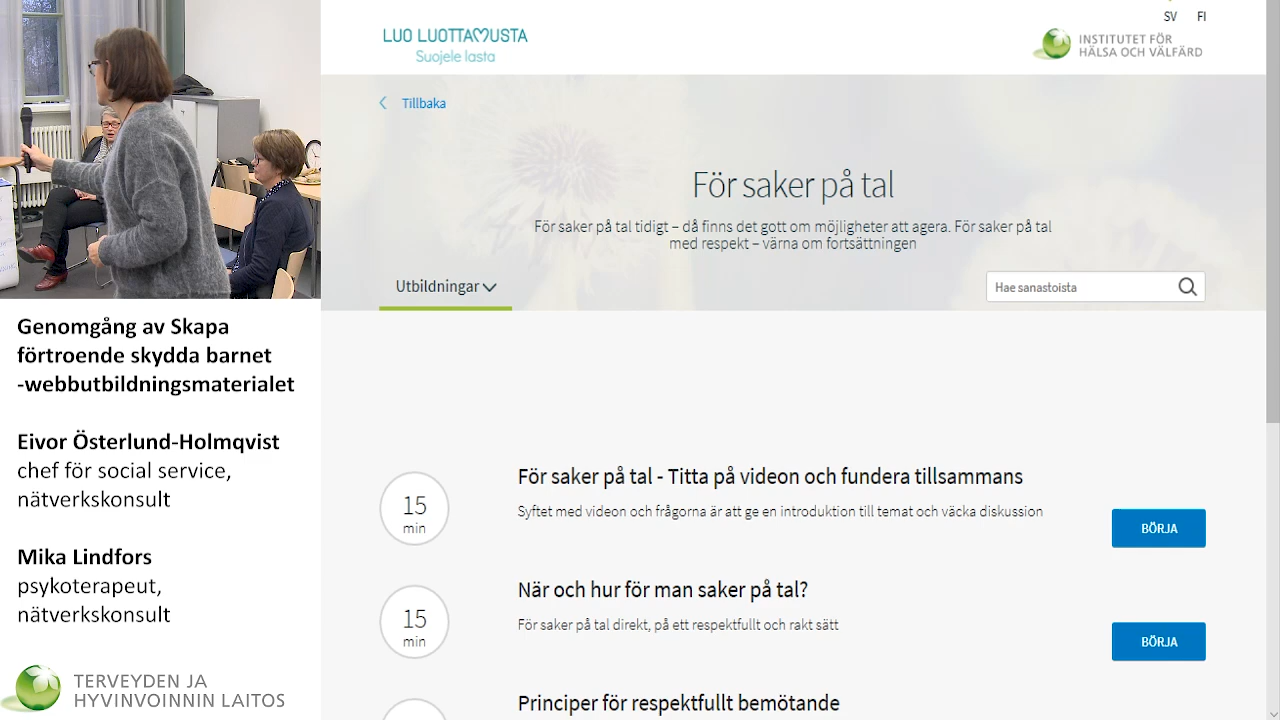 Genomgång av Skapa
förtroende skydda barnet
-webbutbildningsmaterialet
Eivor Österlund-Holmqvist
chef för social service,
nätverkskonsult
Mika Lindfors
psykoterapeut,
nätverkskonsult
TERVEYDEN JA
HYVINVOINNIN LAITOS
SV FI
LUO LUOTTAMUSTA
Suojele lasta
INSTITUTET FÖR
HÄLSA OCH VÄLFÄRD
Tillbaka
För saker på tal
För saker på tal tidigt – då finns det gott om möjligheter att agera. För saker på tal
med respekt – värna om fortsättningen
Utbildningar
Hae sanastoista
15
min
För saker på tal - Titta på videon och fundera tillsammans
Syftet med videon och frågorna är att ge en introduktion till temat och väcka diskussion
BÖRJA
15
min
När och hur för man saker på tal?
För saker på tal direkt, på ett respektfullt och rakt sätt
BÖRJA
Principer för respektfullt bemötande